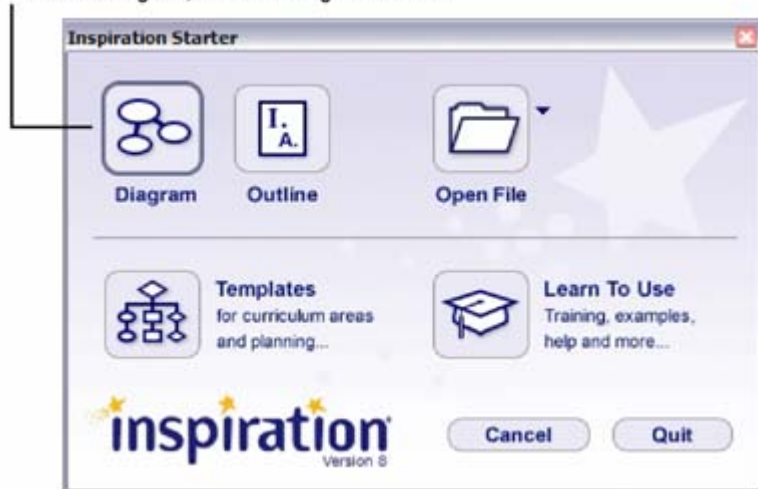 Inspiration Starter
I.
A.
Diagram
Outline
Open File
Templates
for curriculum areas
and planning...
Learn To Use
Training, examples,
help and more...
inspiration
Version 8
Cancel
Quit